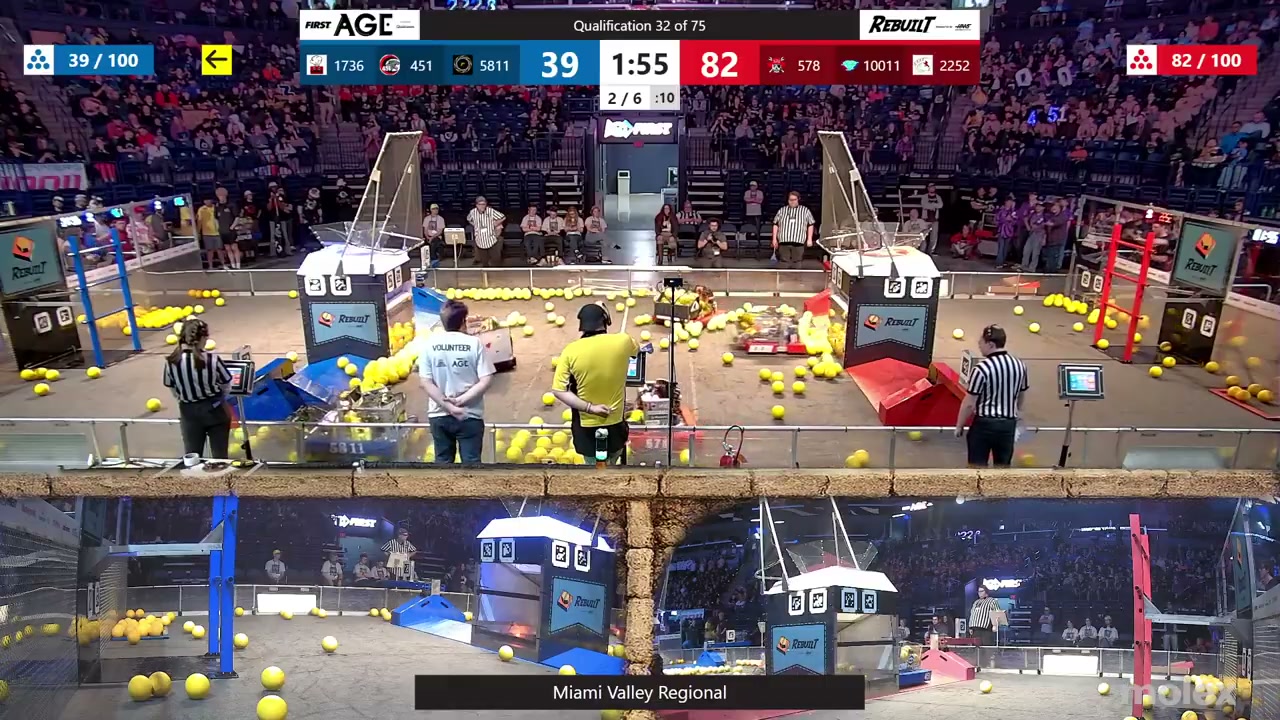 FIRST AGE
Qualification 32 of 75
REBUILT
39 / 100
1736
451
5811
39
1:55
82
578
10011
2252
82 / 100
2 / 6
:10
FIRST
REBUILT
REBUILT
REBUILT
REBUILT
VOLUNTEER
AGE
5811
578
FIRST
REBUILT
REBUILT
Miami Valley Regional
molex